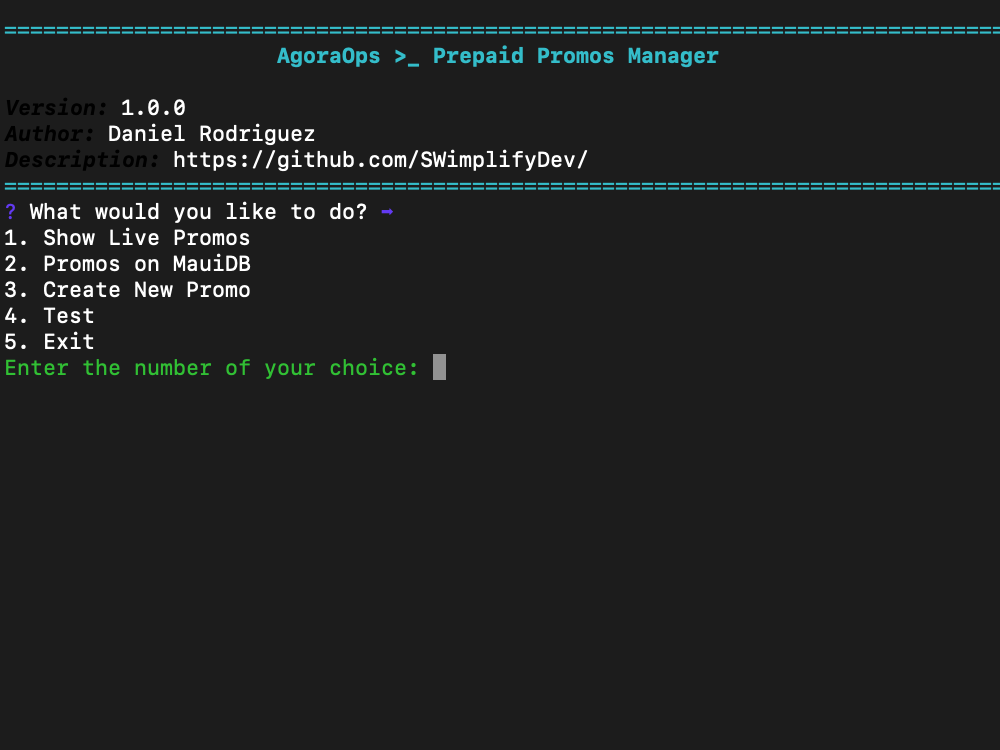 ================================================================================
AgoraOps >_ Prepaid Promos Manager
Version: 1.0.0
Author: Daniel Rodriguez
Description: https://github.com/SWimplifyDev/
================================================================================
? What would you like to do? ➡
1. Show Live Promos
2. Promos on MauiDB
3. Create New Promo
4. Test
5. Exit
Enter the number of your choice: